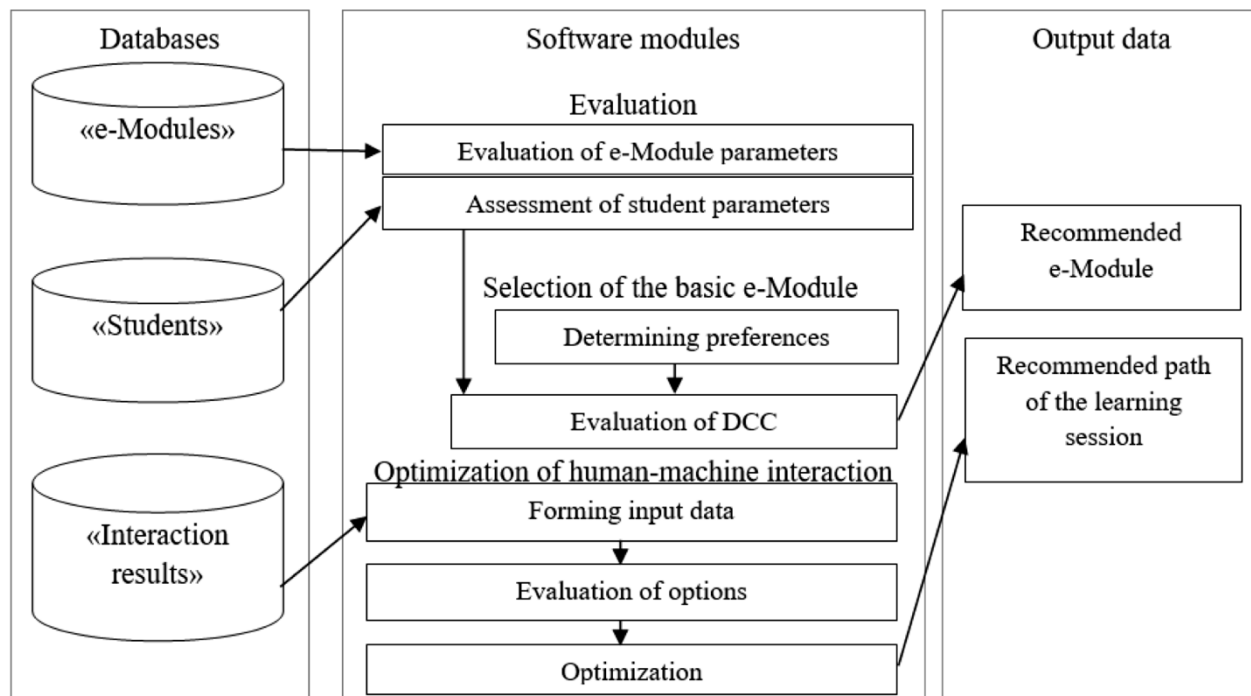 Databases
«e-Modules»
«Students»
«Interaction
results»
Software modules
Evaluation
Evaluation of e-Module parameters
Assessment of student parameters
Selection of the basic e-Module
Determining preferences
Evaluation of DCC
Optimization of human-machine interaction
Forming input data
Evaluation of options
Optimization
Output data
Recommended
e-Module
Recommended path
of the learning
session